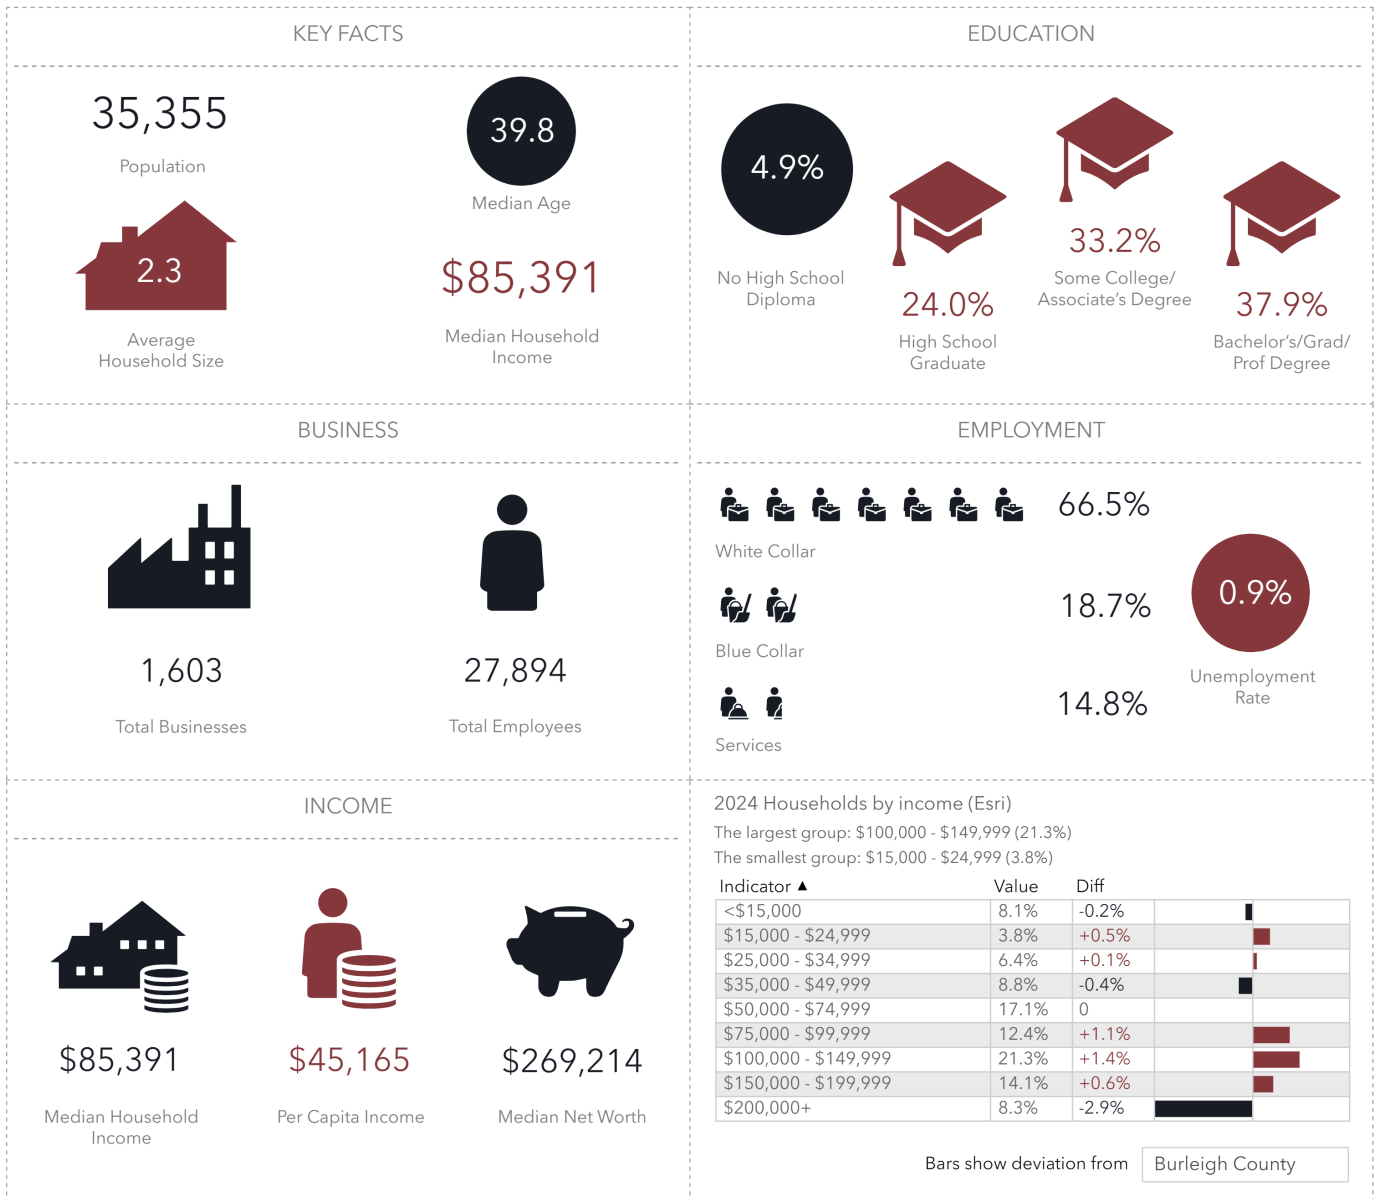 KEY FACTS
35,355
Population
39.8
Median Age
2.3
Average
Household Size
$85,391
Median Household
Income
EDUCATION
4.9%
No High School
Diploma
24.0%
High School
Graduate
33.2%
Some College/
Associate's Degree
37.9%
Bachelor's/Grad/
Prof Degree
BUSINESS
1,603
Total Businesses
27,894
Total Employees
EMPLOYMENT
66.5%
White Collar
18.7%
Blue Collar
14.8%
Services
0.9%
Unemployment
Rate
INCOME
$85,391
Median Household
Income
$45,165
Per Capita Income
$269,214
Median Net Worth
2024 Households by income (Esri)
The largest group: $100,000 - $149,999 (21.3%)
The smallest group: $15,000 - $24,999 (3.8%)
Indicator ▲ Value Diff
<$15,000 8.1% -0.2%
$15,000 - $24,999 3.8% +0.5%
$25,000 - $34,999 6.4% +0.1%
$35,000 - $49,999 8.8% -0.4%
$50,000 - $74,999 17.1% 0
$75,000 - $99,999 12.4% +1.1%
$100,000 - $149,999 21.3% +1.4%
$150,000 - $199,999 14.1% +0.6%
$200,000+ 8.3% -2.9%
Bars show deviation from Burleigh County